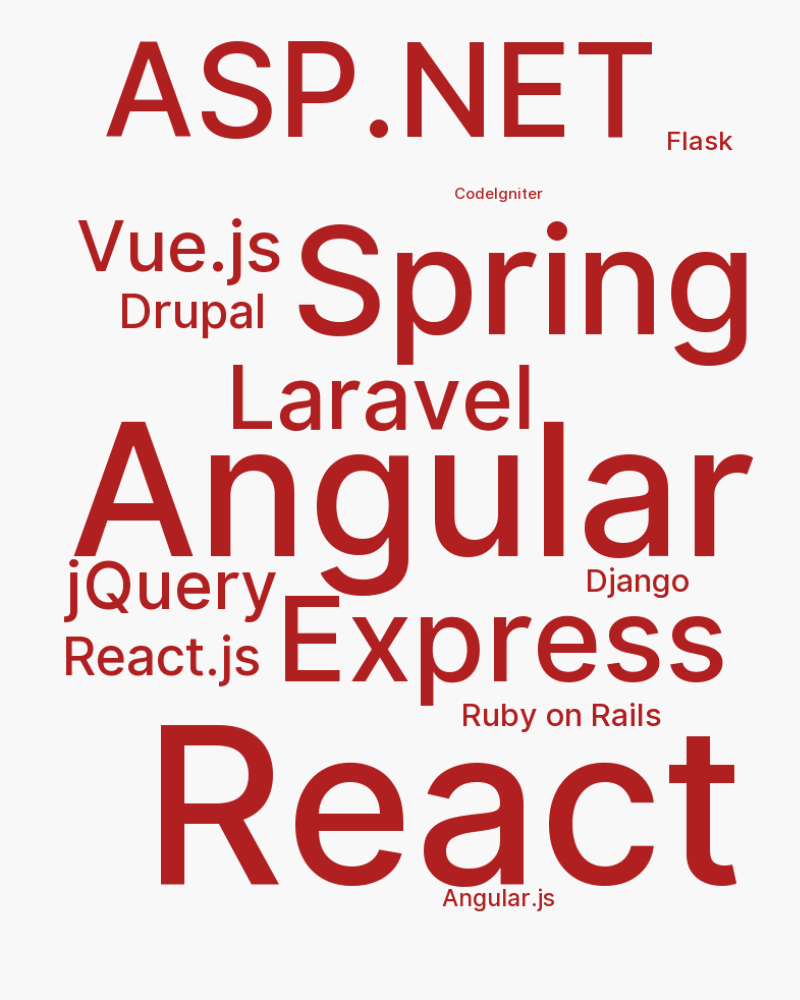 ASP.NET
Flask
CodeIgniter
Vue.js
Spring
Drupal
Laravel
Angular
jQuery
Django
Express
React.js
Ruby on Rails
React
Angular.js